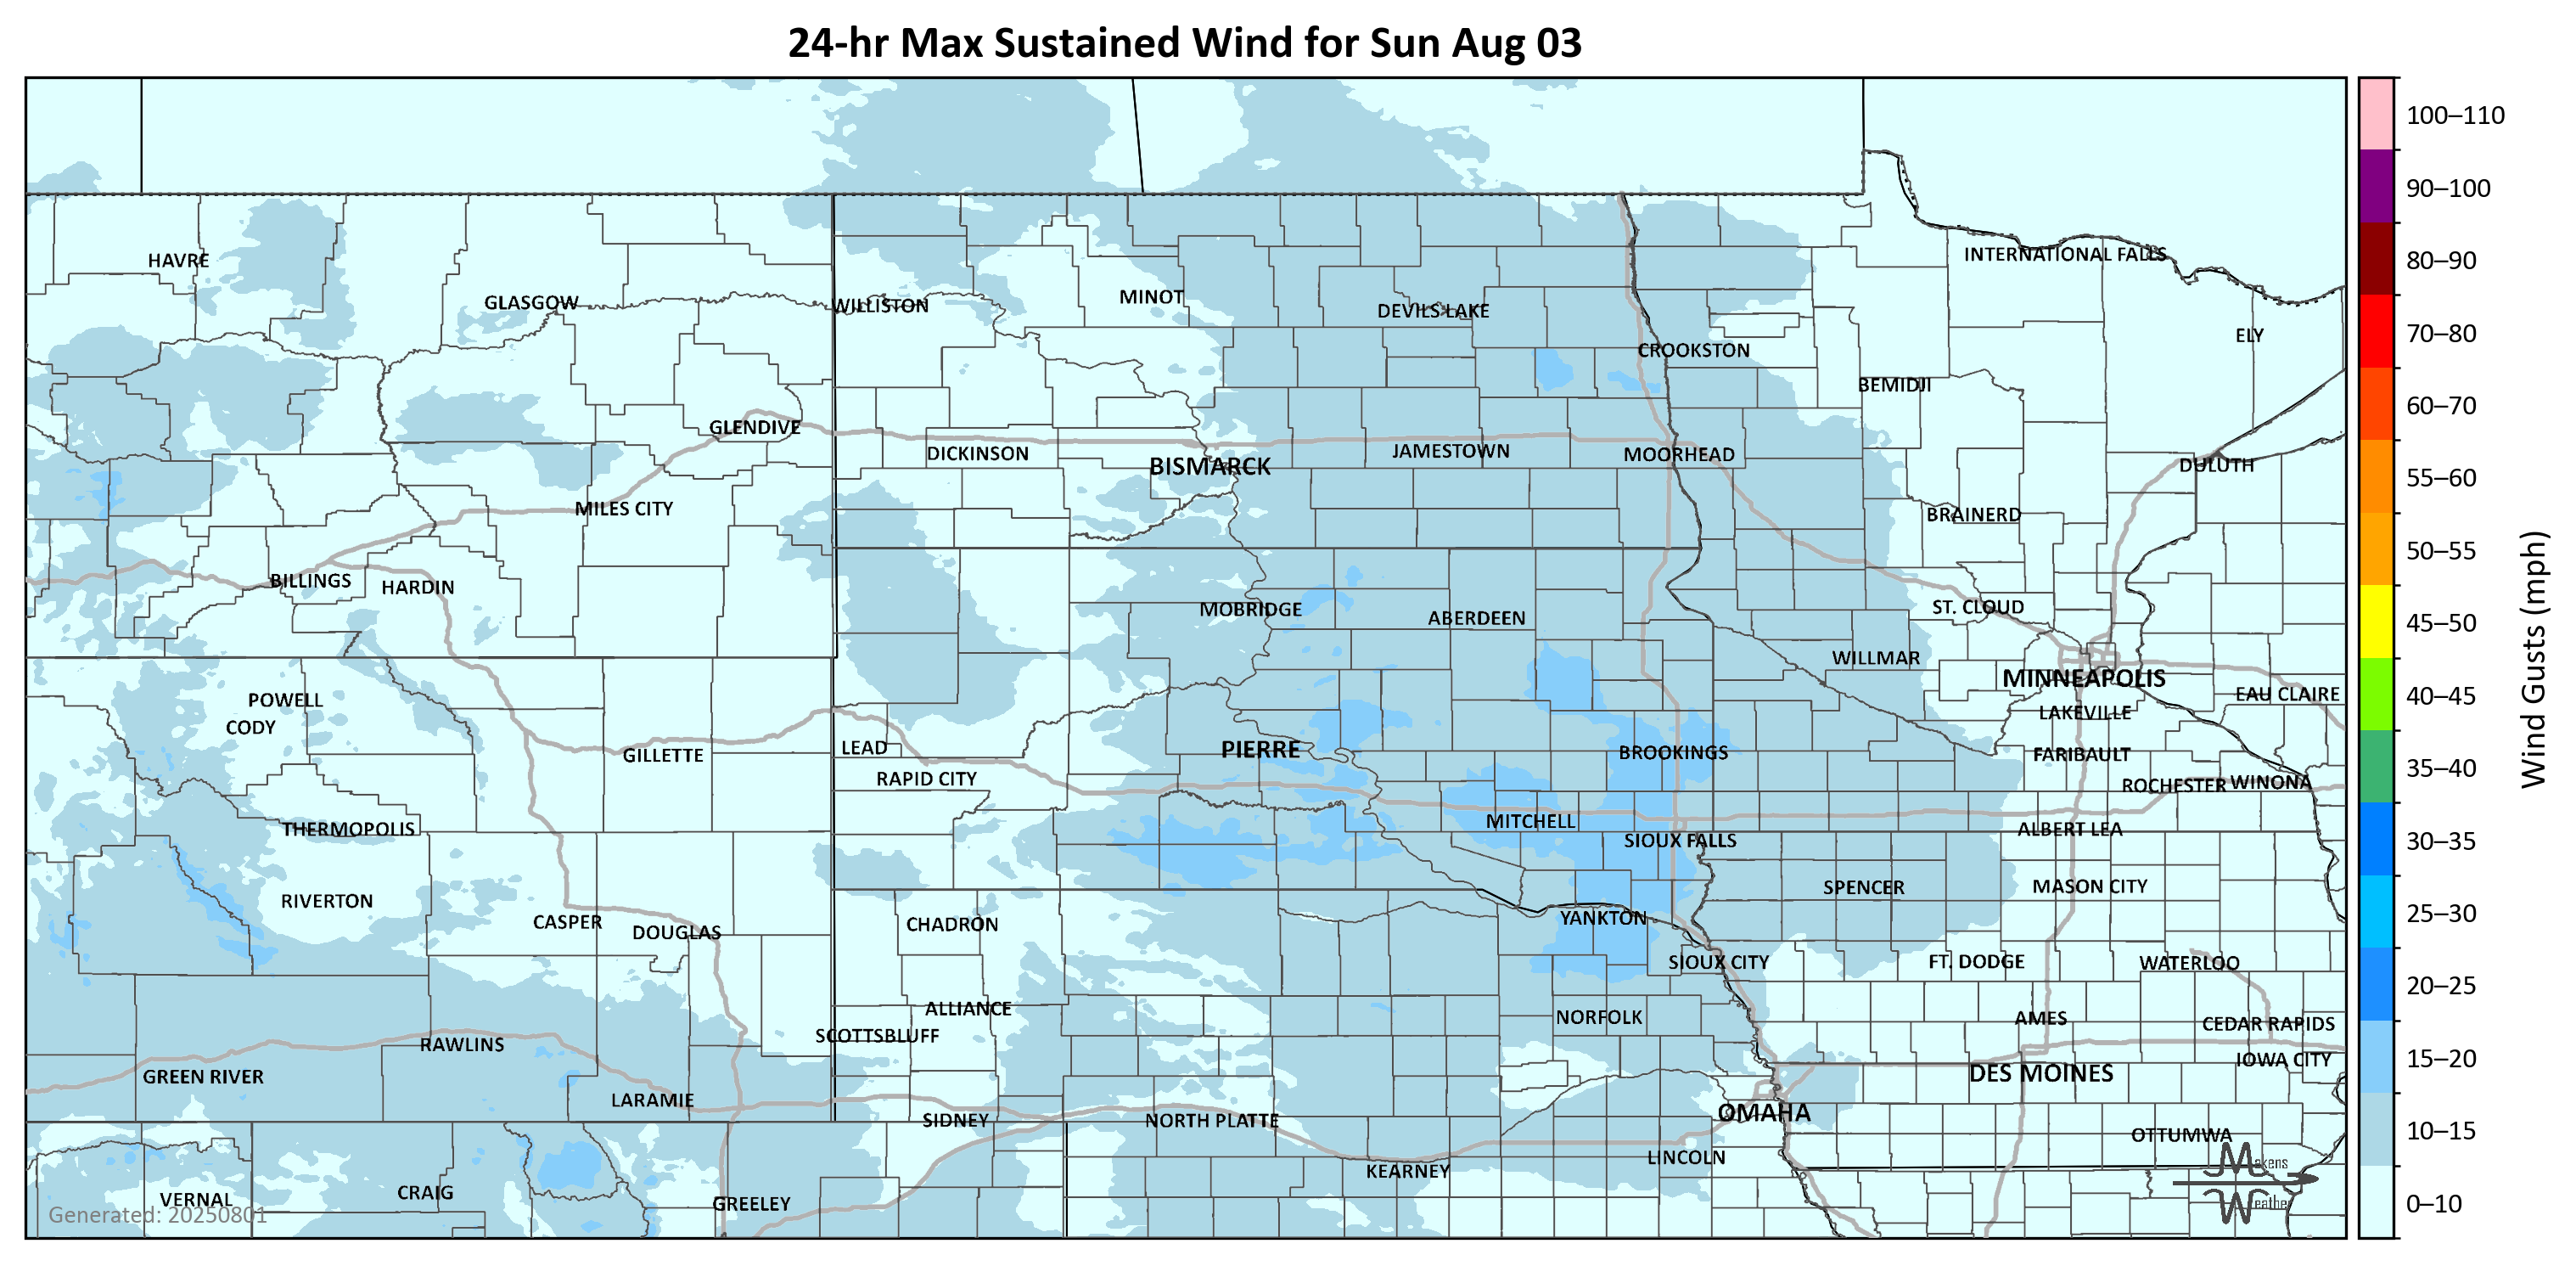 24-hr Max Sustained Wind for Sun Aug 03
100–110
90–100
80–90
70–80
60–70
55–60
50–55
45–50
40–45
35–40
30–35
25–30
20–25
15–20
10–15
0–10
Wind Gusts (mph)
HAVRE
INTERNATIONAL FALLS
GLASGOW
WILLISTON
MINOT
DEVILS LAKE
ELY
CROOKSTON
BEMIDJI
GLENDIVE
DICKINSON
BISMARCK
JAMESTOWN
MOORHEAD
DULUTH
MILES CITY
BRAINERD
BILLINGS
HARDIN
MOBRIDGE
ABERDEEN
ST. CLOUD
WILLMAR
MINNEAPOLIS
POWELL
EAU CLAIRE
CODY
LAKEVILLE
GILLETTE
LEAD
PIERRE
BROOKINGS
FARIBAULT
RAPID CITY
ROCHESTER
WINONA
THERMOPOLIS
MITCHELL
SIOUX FALLS
ALBERT LEA
RIVERTON
SPENCER
MASON CITY
CASPER
DOUGLAS
CHADRON
YANKTON
SIOUX CITY
FT. DODGE
WATERLOO
ALLIANCE
NORFOLK
AMES
CEDAR RAPIDS
SCOTTSBLUFF
RAWLINS
IOWA CITY
GREEN RIVER
DES MOINES
LARAMIE
SIDNEY
NORTH PLATTE
OMAHA
OTTUMWA
KEARNEY
LINCOLN
VERNAL
CRAIG
GREELEY
Generated: 20250801
Makens
Weather